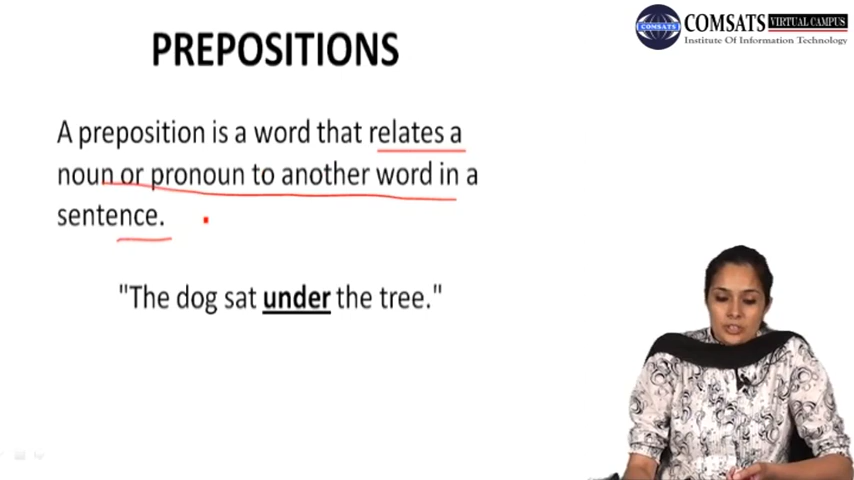 PREPOSITIONS
COMSATS VIRTUAL CAMPUS
Institute Of Information Technology
COMSATS
A preposition is a word that relates a
noun or pronoun to another word in a
sentence.
"The dog sat under the tree."